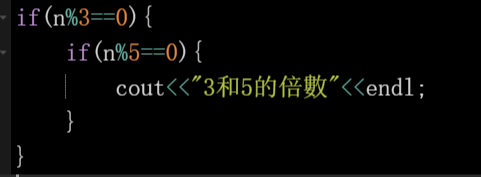 if(n%3==0){
    if(n%5==0){
        cout<<"3和5的倍數"<<endl;
    }
}